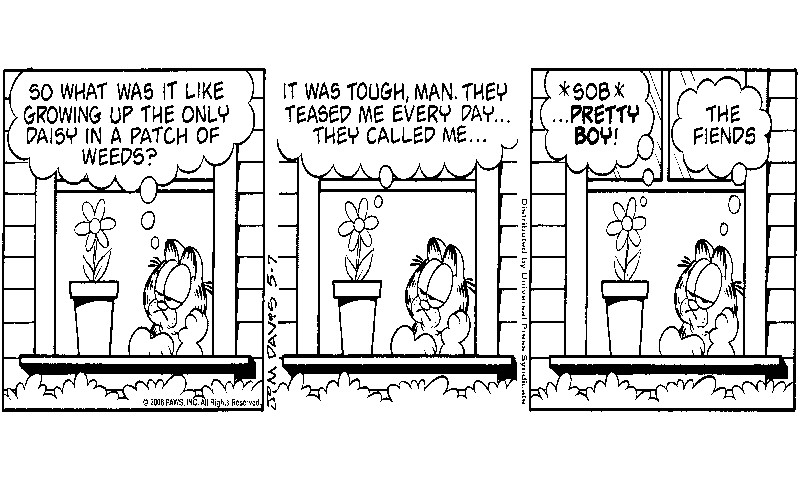 SO WHAT WAS IT LIKE
GROWING UP THE ONLY
DAISY IN A PATCH OF
WEEDS?
© 2008 PAWS, INC. All Rights Reserved.
JIM DAVIS 5-7
IT WAS TOUGH, MAN. THEY
TEASED ME EVERY DAY...
THEY CALLED ME...
Distributed by Universal Press Syndicate
*SOB*
...PRETTY
BOY!
THE
FIENDS